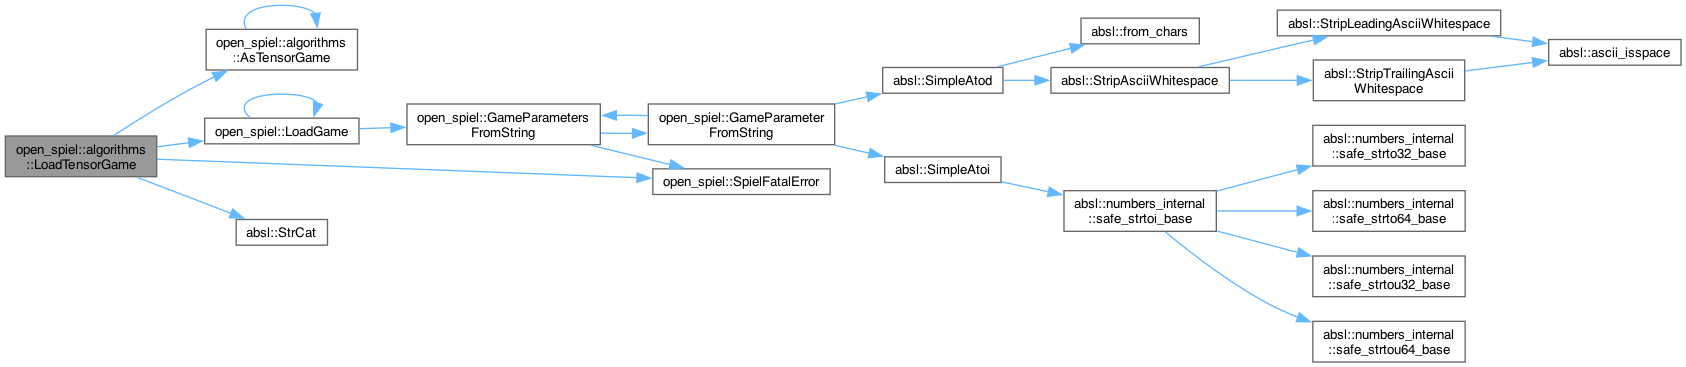 open_spiel::algorithms
::LoadTensorGame
open_spiel::algorithms
::AsTensorGame
open_spiel::LoadGame
absl::StrCat
open_spiel::GameParameters
FromString
open_spiel::SpielFatalError
open_spiel::GameParameter
FromString
absl::SimpleAtod
absl::SimpleAtoi
absl::from_chars
absl::StripAsciiWhitespace
absl::numbers_internal
::safe_strtoi_base
absl::StripLeadingAsciiWhitespace
absl::StripTrailingAscii
Whitespace
absl::ascii_isspace
absl::numbers_internal
::safe_strto32_base
absl::numbers_internal
::safe_strto64_base
absl::numbers_internal
::safe_strtou32_base
absl::numbers_internal
::safe_strtou64_base